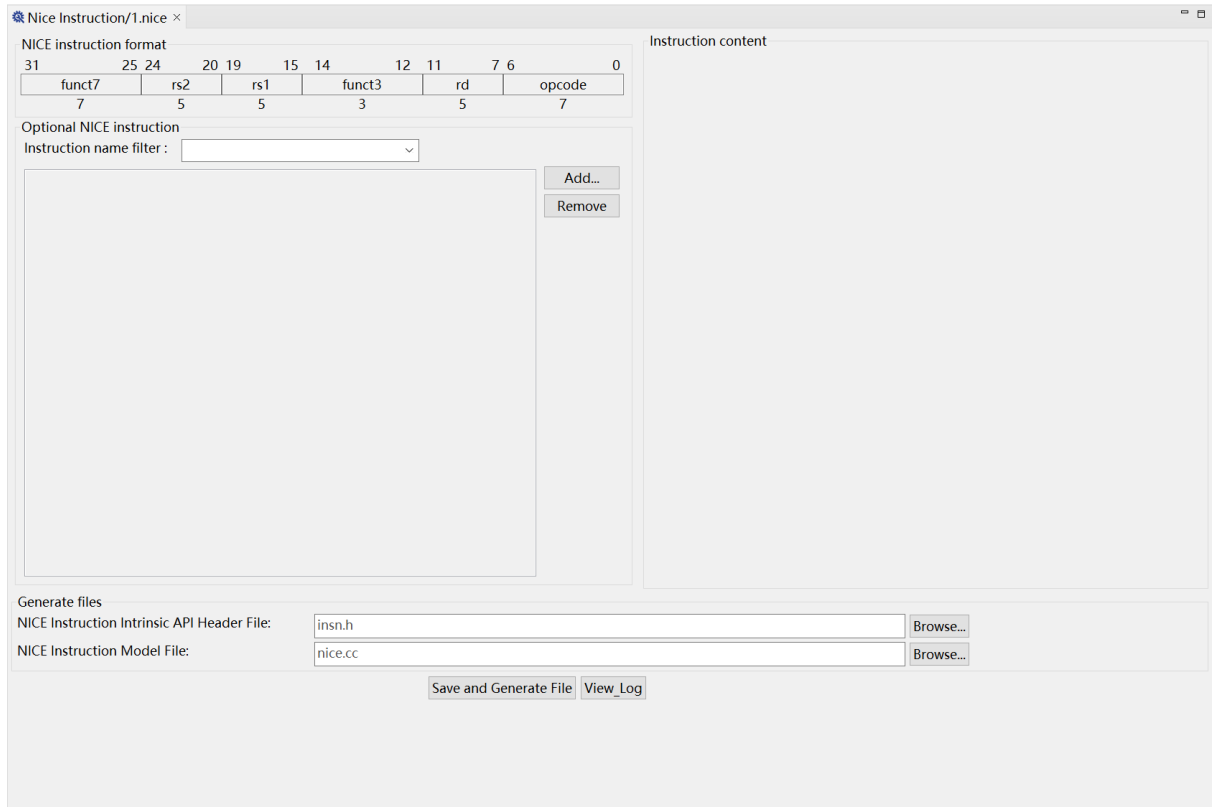 Nice Instruction/1.nice ×
NICE instruction format
31 25 24 20 19 15 14 12 11 7 6 0
funct7 rs2 rs1 funct3 rd opcode
7 5 5 3 5 7
Optional NICE instruction
Instruction name filter :
Add...
Remove
Instruction content
Generate files
NICE Instruction Intrinsic API Header File: insn.h Browse...
NICE Instruction Model File: nice.cc Browse...
Save and Generate File View_Log